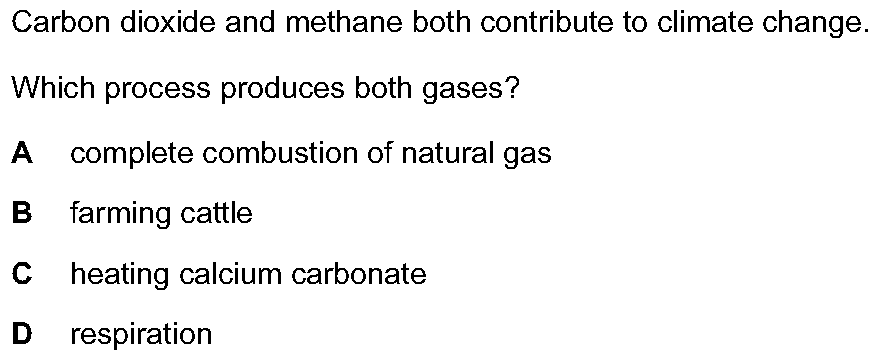 Carbon dioxide and methane both contribute to climate change.
Which process produces both gases?
A complete combustion of natural gas
B farming cattle
C heating calcium carbonate
D respiration